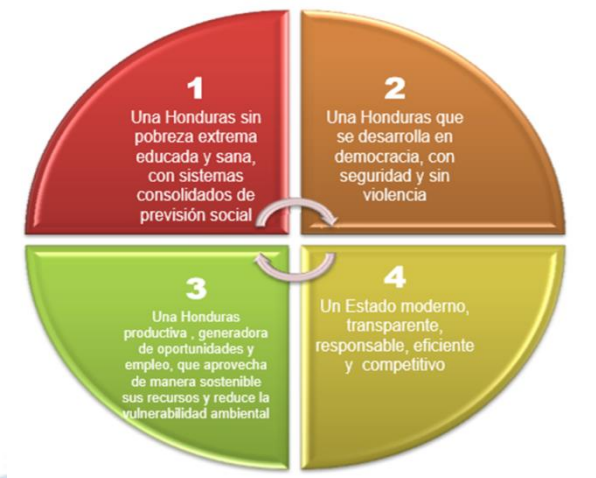 1
Una Honduras sin
pobreza extrema
educada y sana,
con sistemas
consolidados de
previsión social
2
Una Honduras que
se desarrolla en
democracia, con
seguridad y sin
violencia
3
Una Honduras
productiva , generadora
de oportunidades y
empleo, que aprovecha
de manera sostenible
sus recursos y reduce la
vulnerabilidad ambiental
4
Un Estado moderno,
transparente,
responsable, eficiente
y competitivo